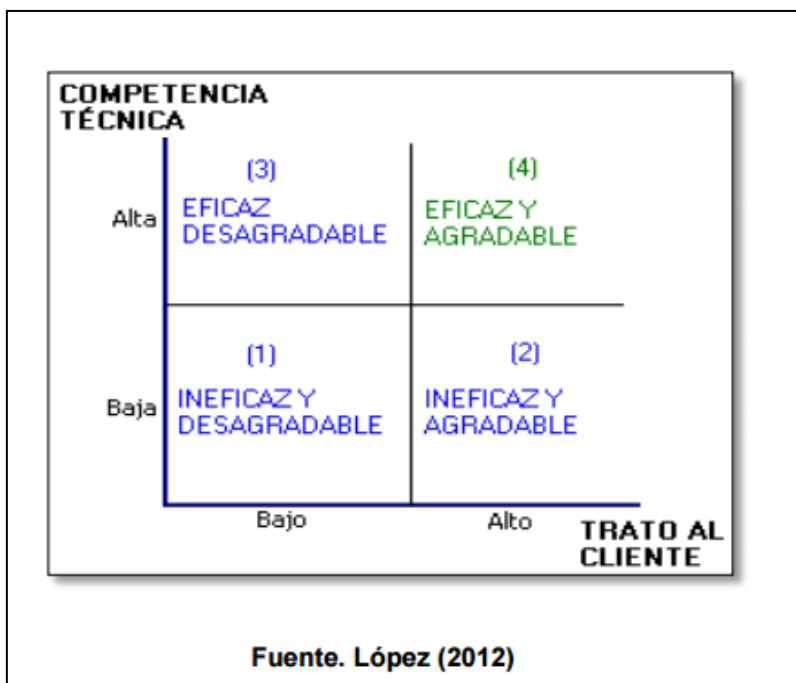 COMPETENCIA
TÉCNICA
(3)
(4)
Alta
EFICAZ
DESAGRADABLE
EFICAZ Y
AGRADABLE
(1)
(2)
Baja
INEFICAZ Y
DESAGRADABLE
INEFICAZ Y
AGRADABLE
Bajo
Alto
TRATO AL
CLIENTE
Fuente. López (2012)